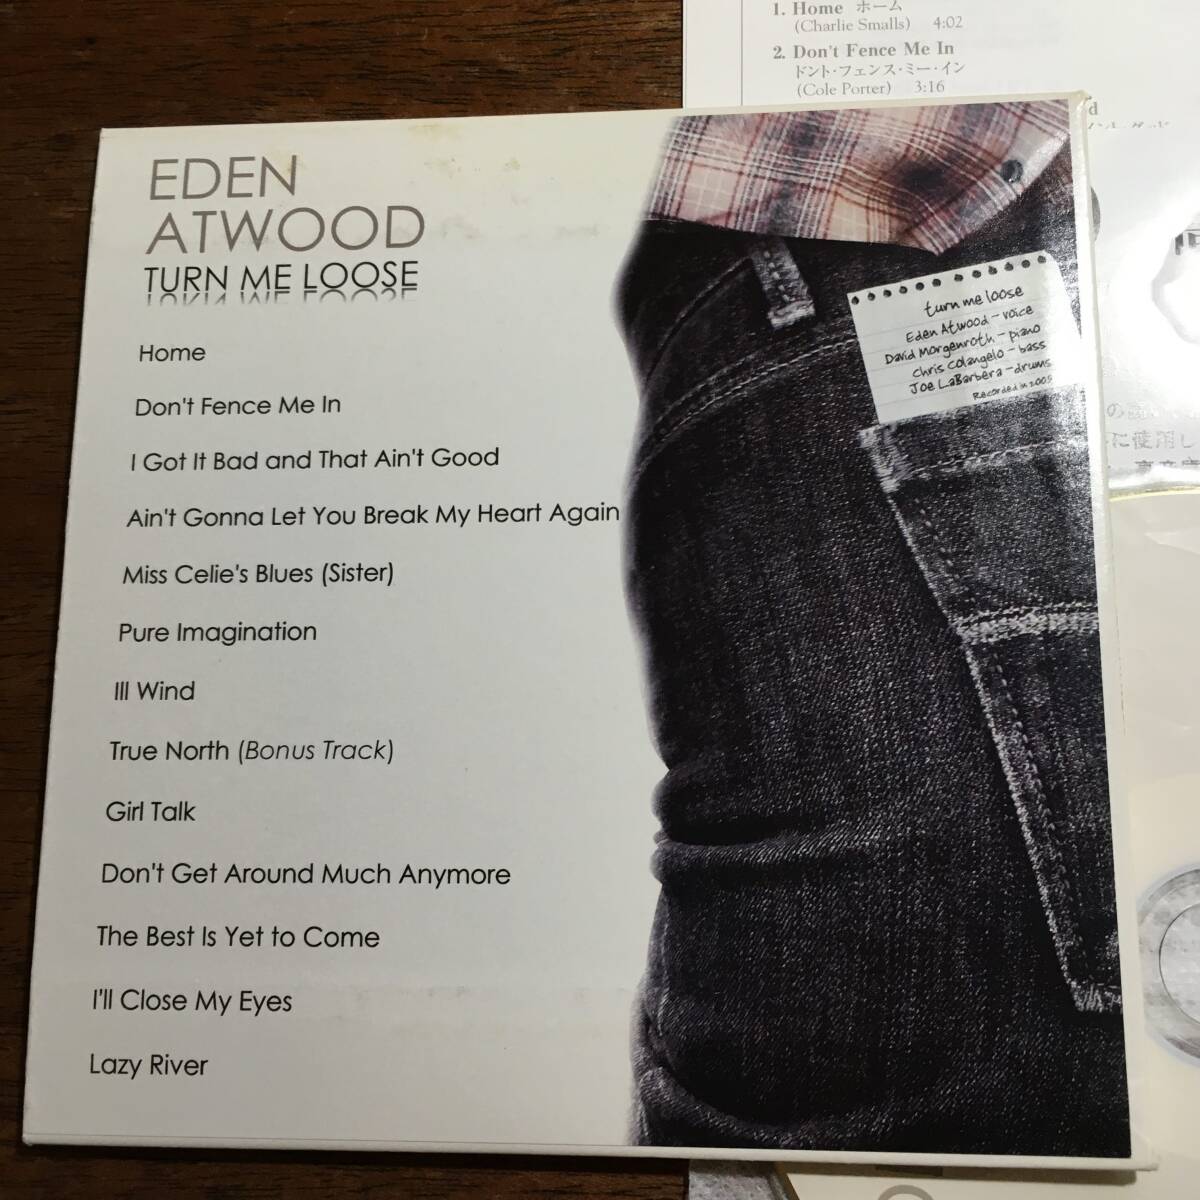 1. Home ホーム
(Charlie Smalls) 4:02
2. Don't Fence Me In
ドント・フェンス・ミー・イン
(Cole Porter) 3:16
EDEN
ATWOOD
TURN ME LOOSE
Home
Don't Fence Me In
I Got It Bad and That Ain't Good
Ain't Gonna Let You Break My Heart Again
Miss Celie's Blues (Sister)
Pure Imagination
Ill Wind
True North (Bonus Track)
Girl Talk
Don't Get Around Much Anymore
The Best Is Yet to Come
I'll Close My Eyes
Lazy River
turn me loose
Eden Atwood - voice
David Morgenroth - piano
Chris Colangelo - bass
Joe LaBarbera - drums
Recorded in 2005
に使用し